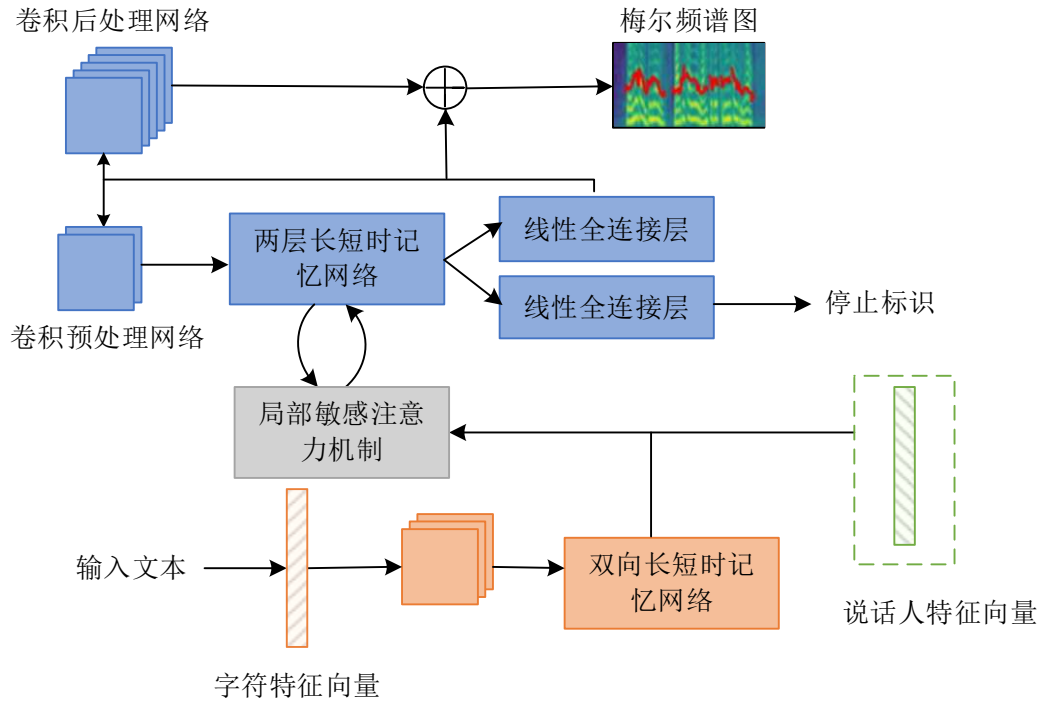 卷积后处理网络
梅尔频谱图
两层长短时记
忆网络
线性全连接层
线性全连接层
停止标识
卷积预处理网络
局部敏感注意
力机制
输入文本
双向长短时记
忆网络
说话人特征向量
字符特征向量